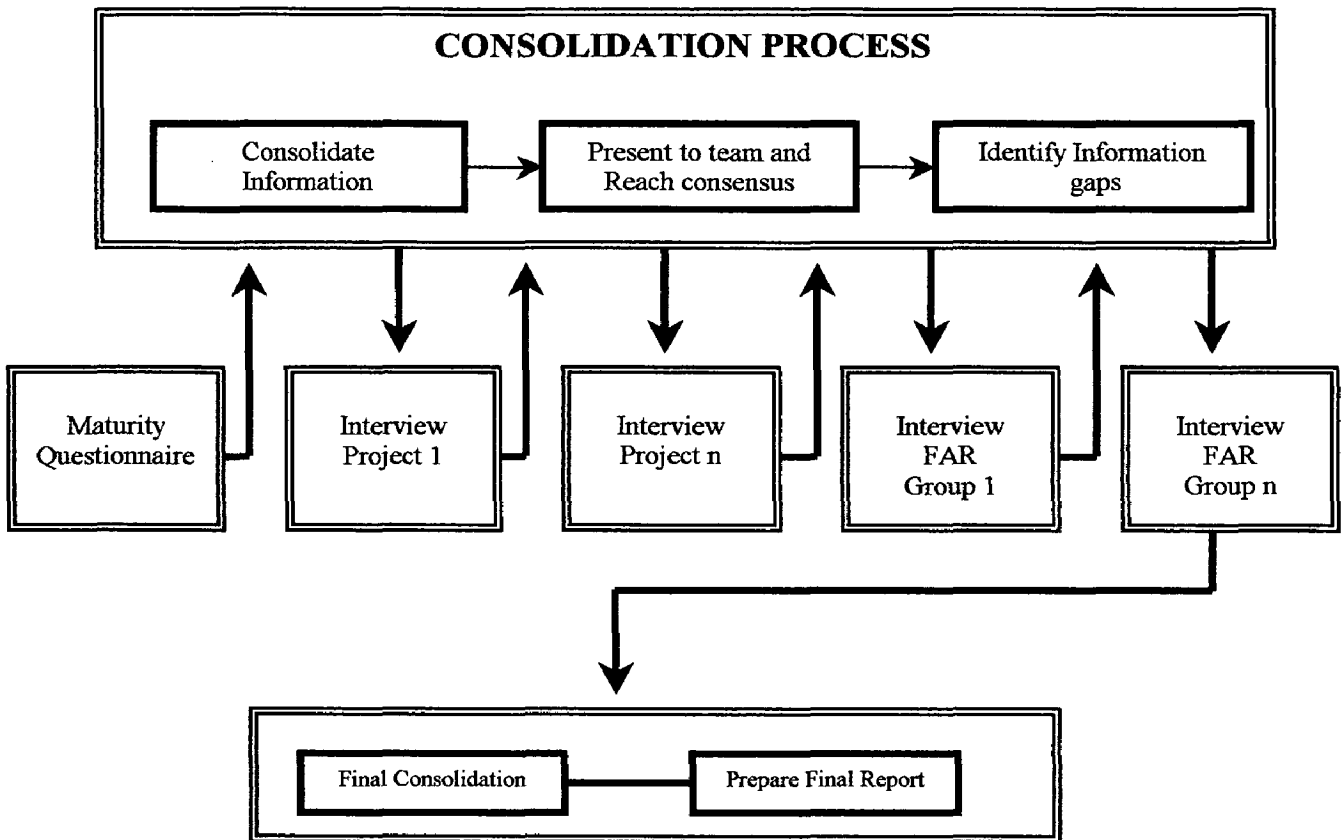 CONSOLIDATION PROCESS
Consolidate
Information
Present to team and
Reach consensus
Identify Information
gaps
Maturity
Questionnaire
Interview
Project 1
Interview
Project n
Interview
FAR
Group 1
Interview
FAR
Group n
Final Consolidation
Prepare Final Report